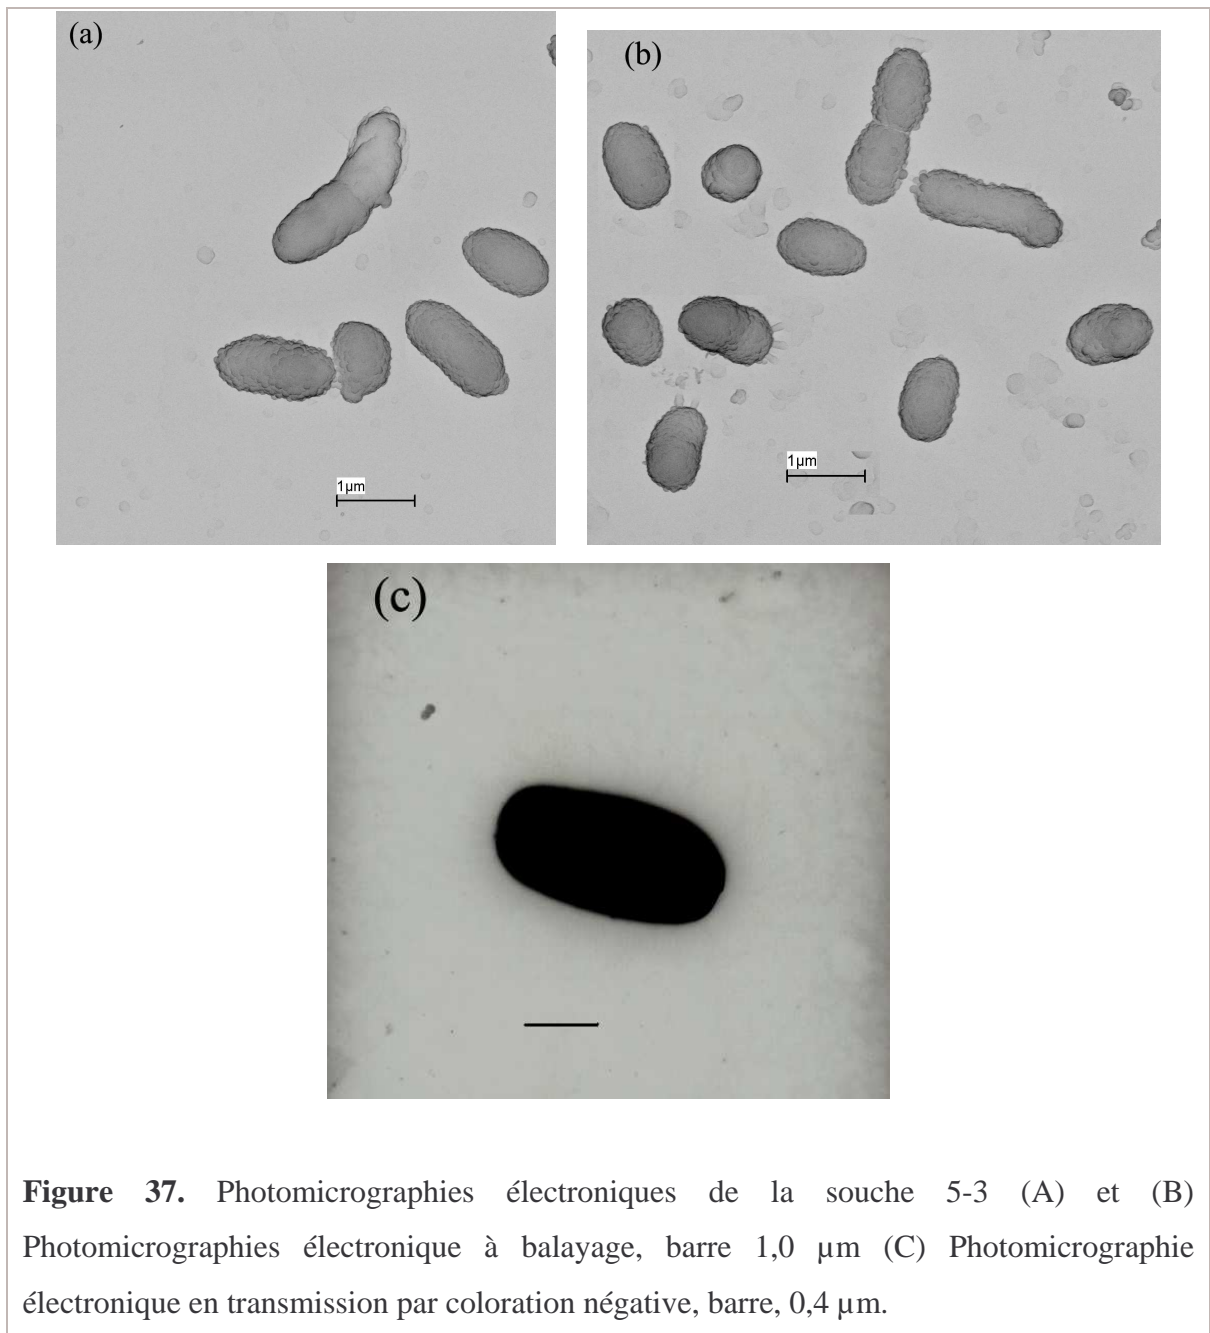 (a)
(b)
1µm
1µm
(c)
Figure 37. Photomicrographies électroniques de la souche 5-3 (A) et (B)
Photomicrographies électronique à balayage, barre 1,0 µm (C) Photomicrographie
électronique en transmission par coloration négative, barre, 0,4 µm.